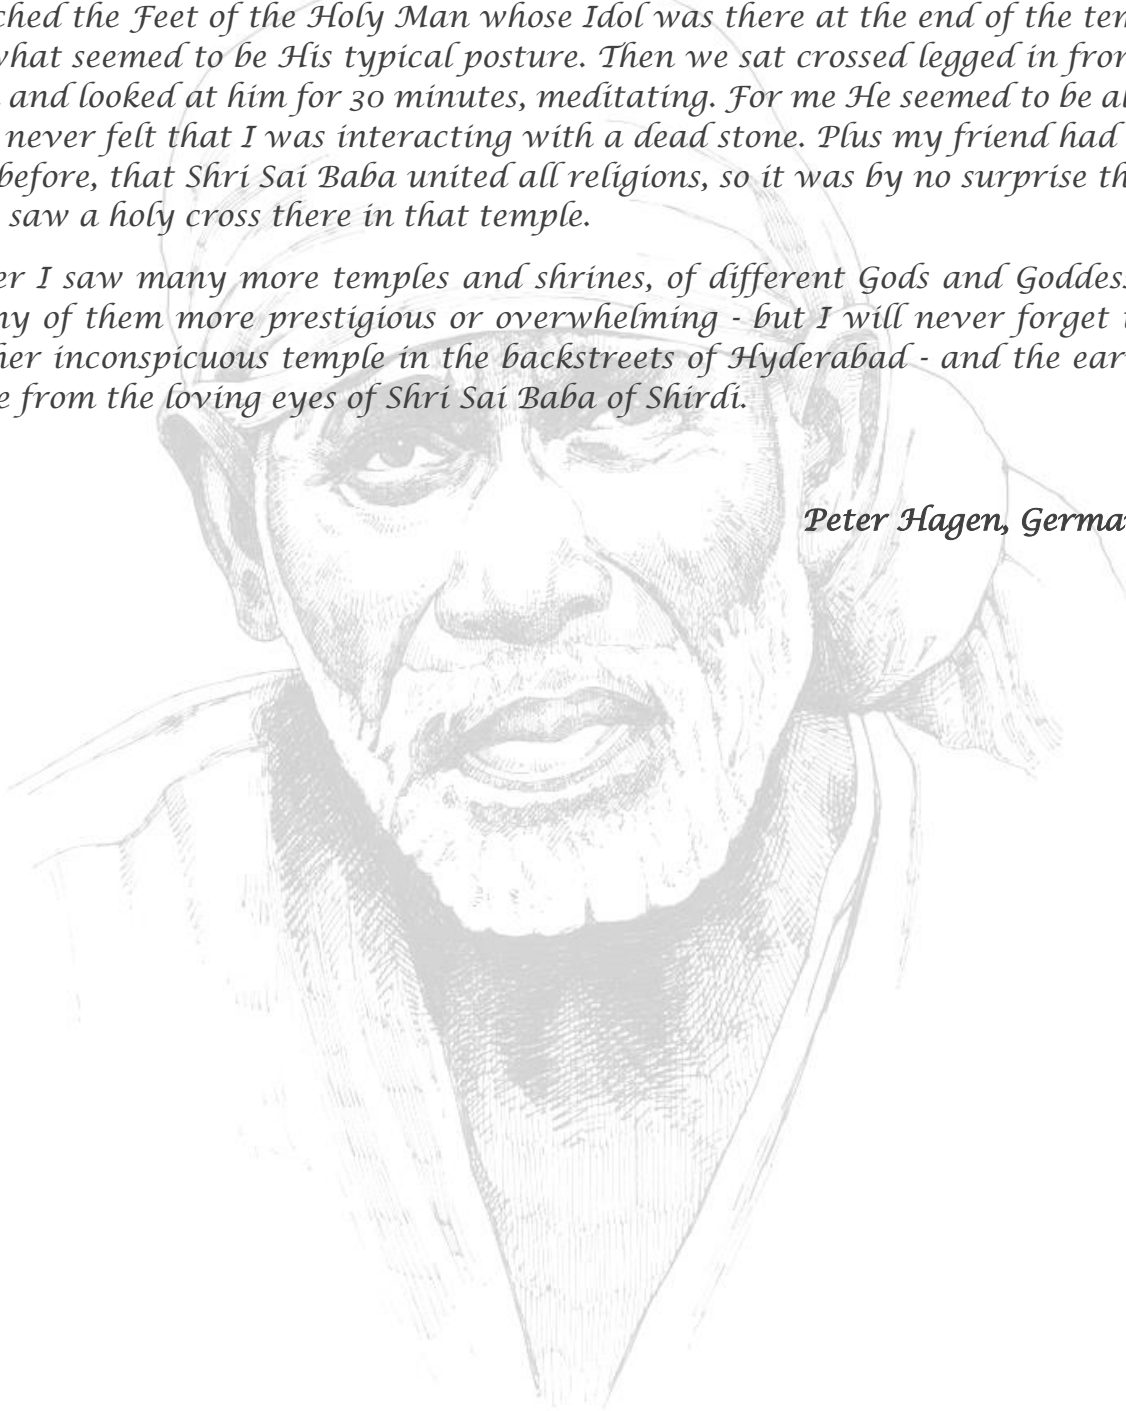 ched the Feet of the Holy Man whose Idol was there at the end of the tem
what seemed to be His typical posture. Then we sat crossed legged in fron
and looked at him for 30 minutes, meditating. For me He seemed to be al
never felt that I was interacting with a dead stone. Plus my friend had
before, that Shri Sai Baba united all religions, so it was by no surprise th
saw a holy cross there in that temple.
er I saw many more temples and shrines, of different Gods and Goddess
ny of them more prestigious or overwhelming - but I will never forget
her inconspicuous temple in the backstreets of Hyderabad - and the ear
e from the loving eyes of Shri Sai Baba of Shirdi.
Peter Hagen, German